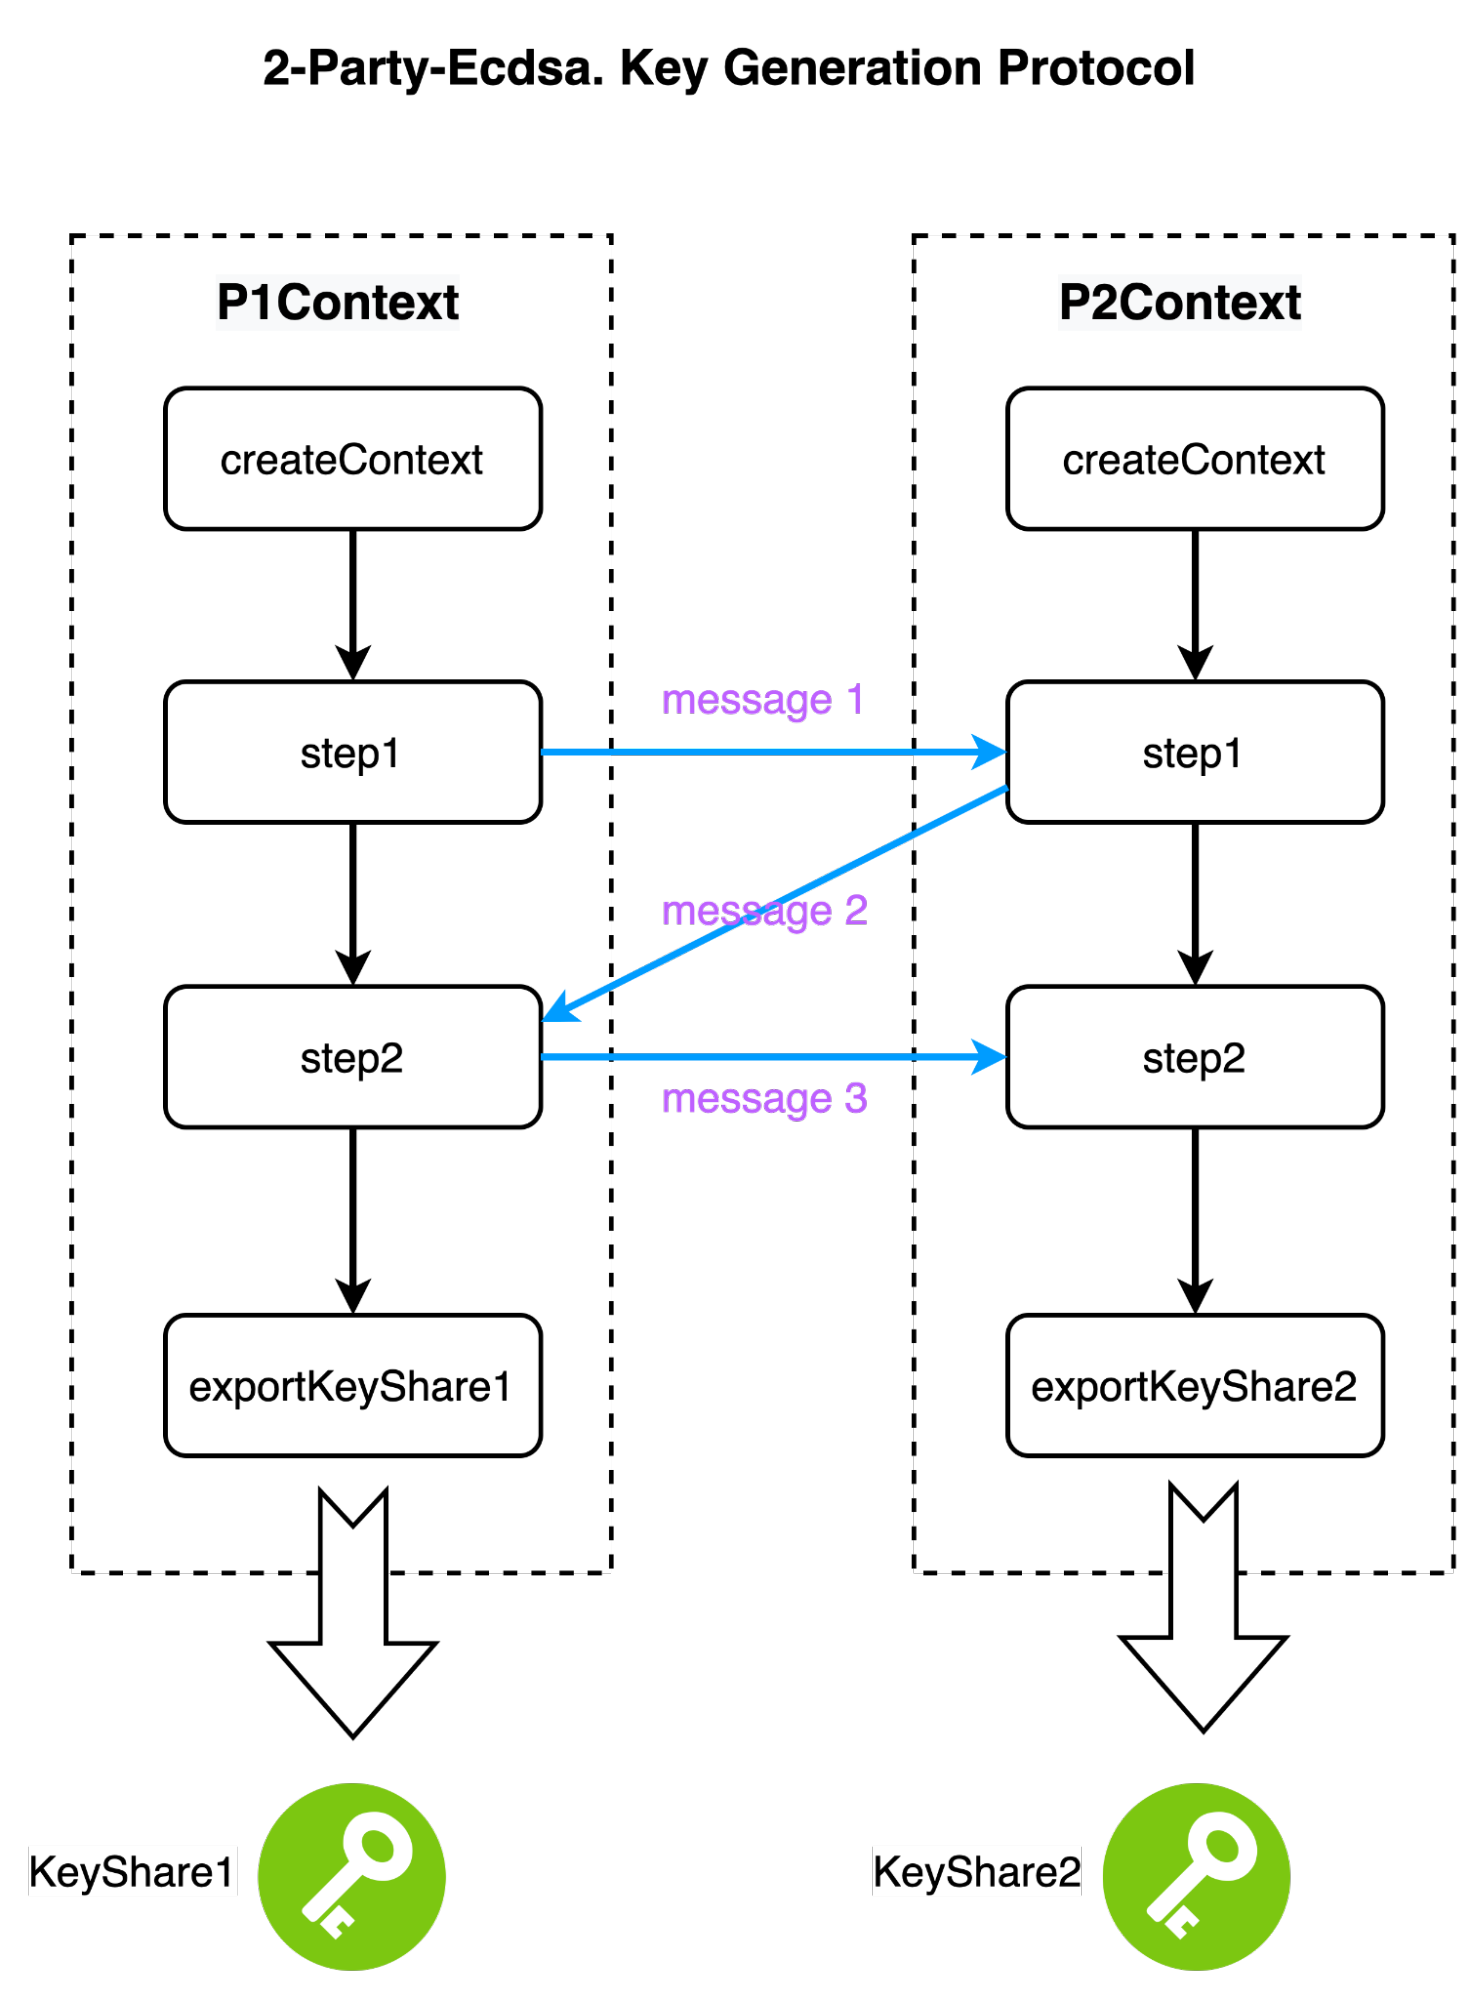 2-Party-Ecdsa. Key Generation Protocol
P1Context
P2Context
createContext
createContext
message 1
step1
step1
message 2
step2
step2
message 3
exportKeyShare1
exportKeyShare2
KeyShare1
KeyShare2